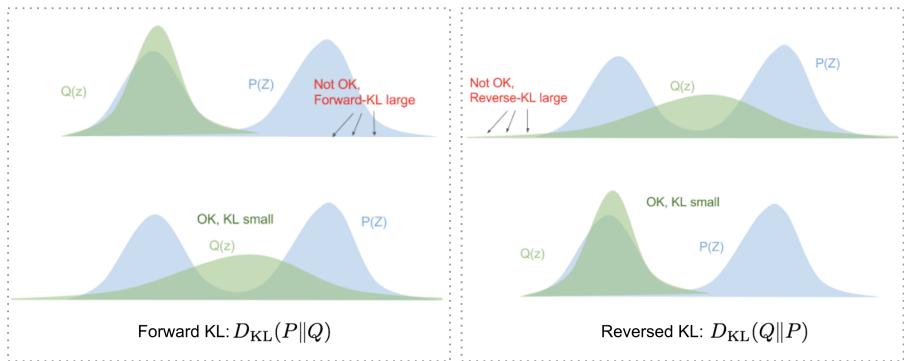 Q(z)
P(Z)
Not OK,
Forward-KL large
OK, KL small
P(Z)
Q(z)
Forward KL: D_KL(P‖Q)
Not OK,
Reverse-KL large
Q(z)
P(Z)
OK, KL small
Q(z)
P(Z)
Reversed KL: D_KL(Q‖P)